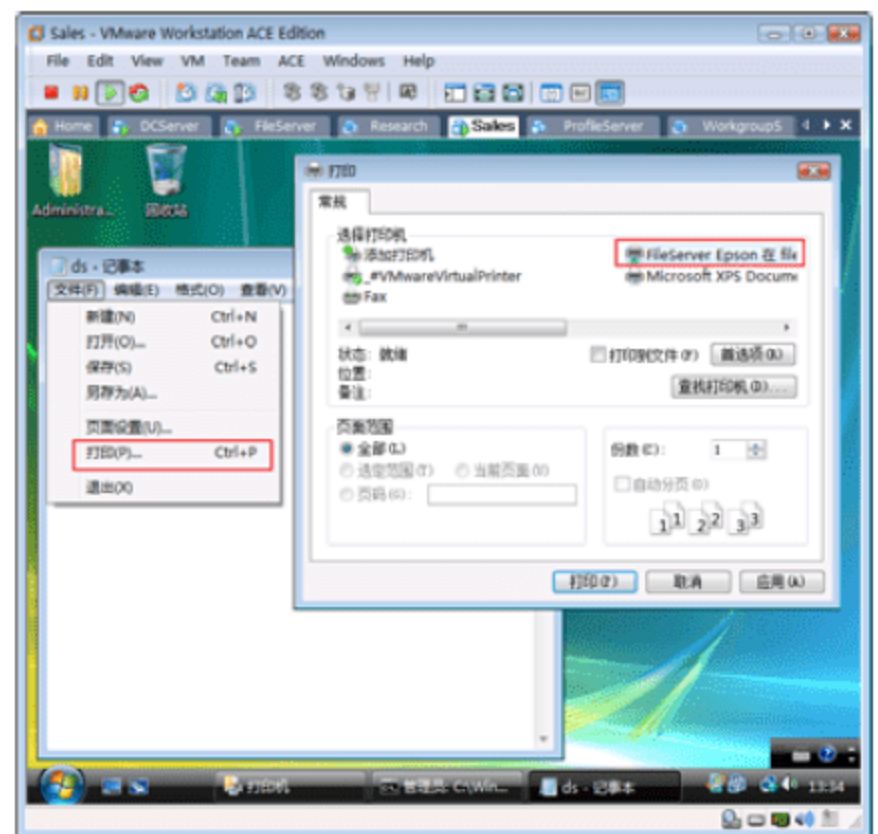 Sales - VMware Workstation ACE Edition
File Edit View VM Team ACE Windows Help
Home DCServer FileServer Research Sales ProfileServer WorkgroupS
Administra... 回收站
打印
常规
选择打印机
添加打印机
_#VMwareVirtualPrinter
Fax
FileServer Epson 在 file
Microsoft XPS Docume
状态: 就绪
位置:
备注:
打印到文件(F) 首选项(R)
查找打印机(D)...
页面范围
全部(L)
选定范围(T) 当前页面(U)
页码(G):
份数(C): 1
自动分页(O)
11 22 33
打印(P) 取消 应用(A)
ds - 记事本
文件(F) 编辑(E) 格式(O) 查看(V)
新建(N) Ctrl+N
打开(O)... Ctrl+O
保存(S) Ctrl+S
另存为(A)...
页面设置(U)...
打印(P)... Ctrl+P
退出(X)
打印机 管理员: C:\Win... ds - 记事本 13:34